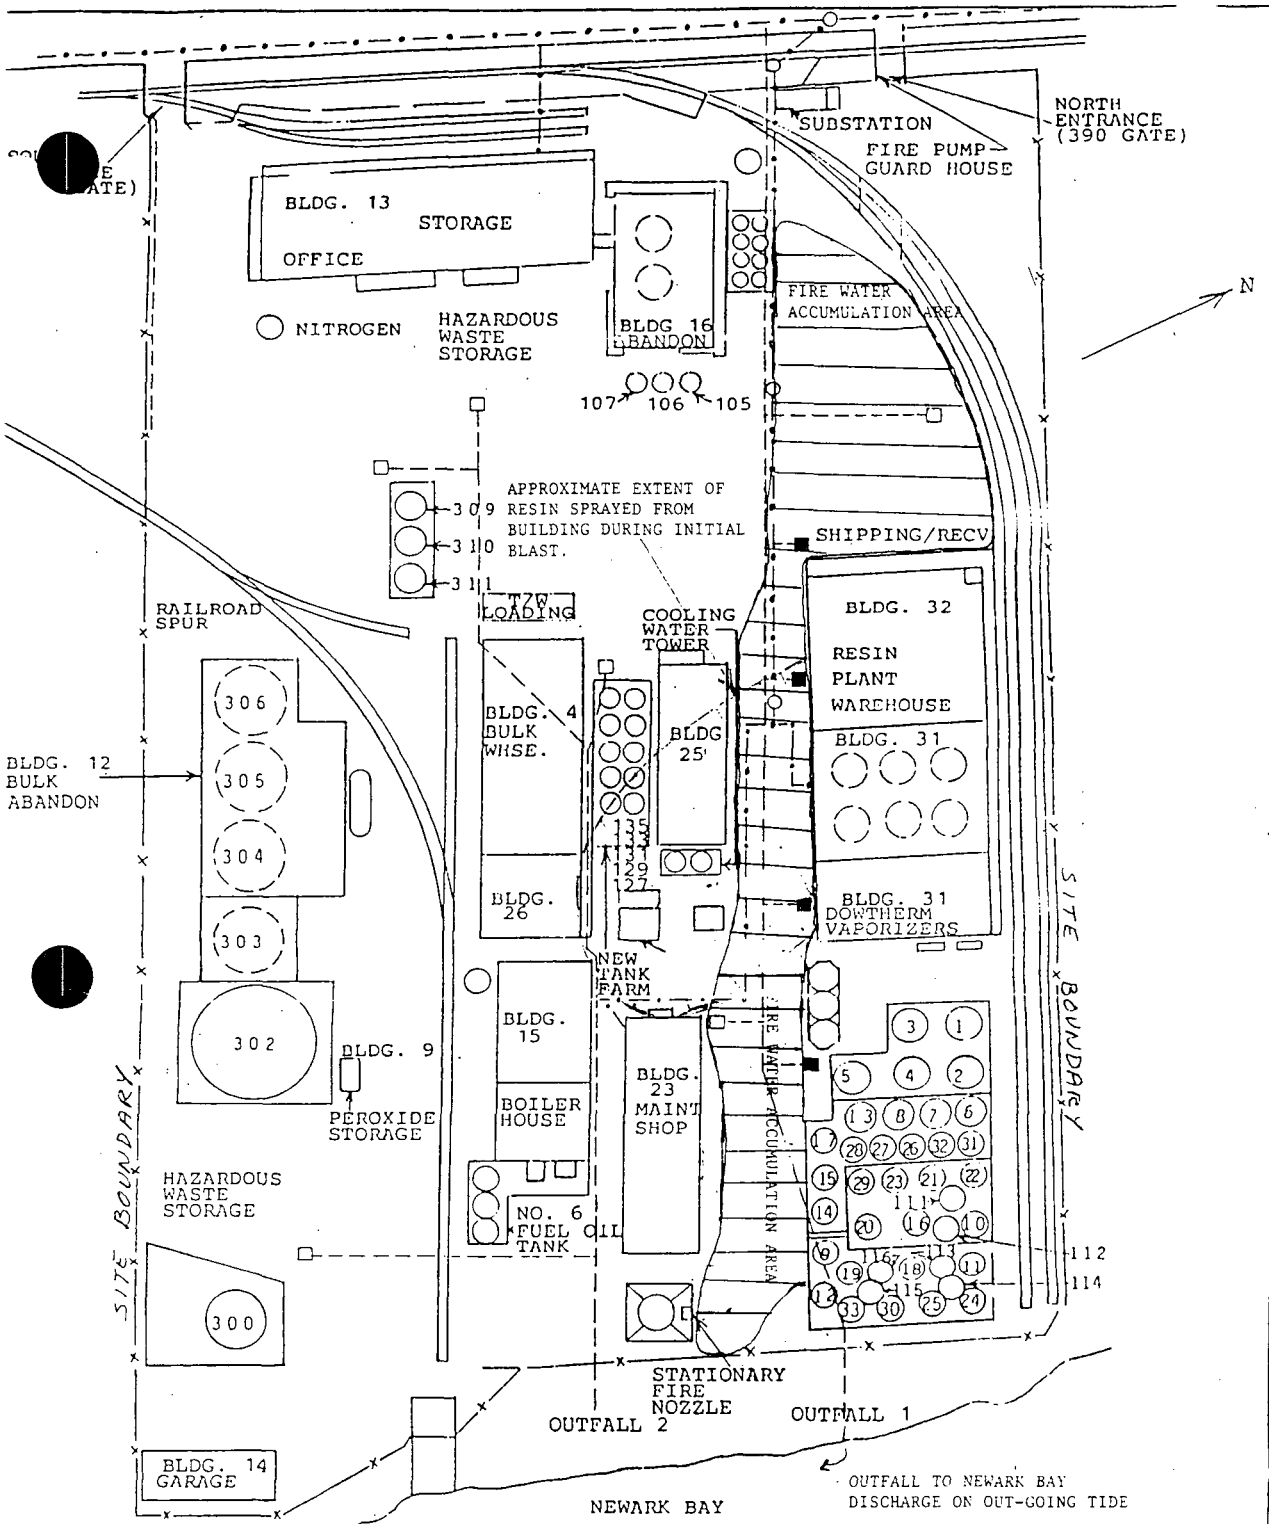 NORTH
ENTRANCE
(390 GATE)
SUBSTATION
FIRE PUMP
GUARD HOUSE
GATE)
BLDG. 13
STORAGE
OFFICE
NITROGEN
HAZARDOUS
WASTE
STORAGE
BLDG 16
ABANDON
107
106
105
FIRE WATER
ACCUMULATION AREA
N
309
310
311
APPROXIMATE EXTENT OF
RESIN SPRAYED FROM
BUILDING DURING INITIAL
BLAST.
SHIPPING/RECV
T/W
LOADING
COOLING
WATER
TOWER
BLDG. 32
RESIN
PLANT
WAREHOUSE
RAILROAD
SPUR
306
305
304
303
302
BLDG. 12
BULK
ABANDON
BLDG. 4
BULK
WHSE.
BLDG
25
BLDG. 31
135
133
131
129
127
BLDG.
26
BLDG. 31
DOWTHERM
VAPORIZERS
SITE BOUNDARY
NEW
TANK
FARM
BLDG.
15
BLDG. 9
PEROXIDE
STORAGE
BOILER
HOUSE
BLDG.
23
MAINT
SHOP
FIRE WATER ACCUMULATION AREA
3
1
5
4
2
13
8
7
6
17
28
27
26
32
31
15
29
23
21
22
111
14
20
16
10
112
9
116
113
19
18
11
114
12
115
33
30
25
24
SITE BOUNDARY
HAZARDOUS
WASTE
STORAGE
NO. 6
FUEL OIL
TANK
300
STATIONARY
FIRE
NOZZLE
OUTFALL 2
OUTFALL 1
BLDG. 14
GARAGE
NEWARK BAY
OUTFALL TO NEWARK BAY
DISCHARGE ON OUT-GOING TIDE